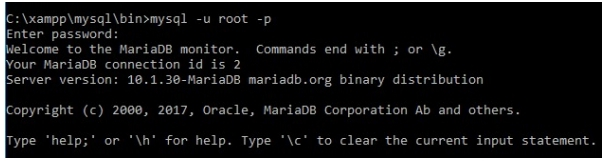 C:\xampp\mysql\bin>mysql -u root -p
Enter password:
Welcome to the MariaDB monitor.  Commands end with ; or \g.
Your MariaDB connection id is 2
Server version: 10.1.30-MariaDB mariadb.org binary distribution

Copyright (c) 2000, 2017, Oracle, MariaDB Corporation Ab and others.

Type 'help;' or '\h' for help. Type '\c' to clear the current input statement.